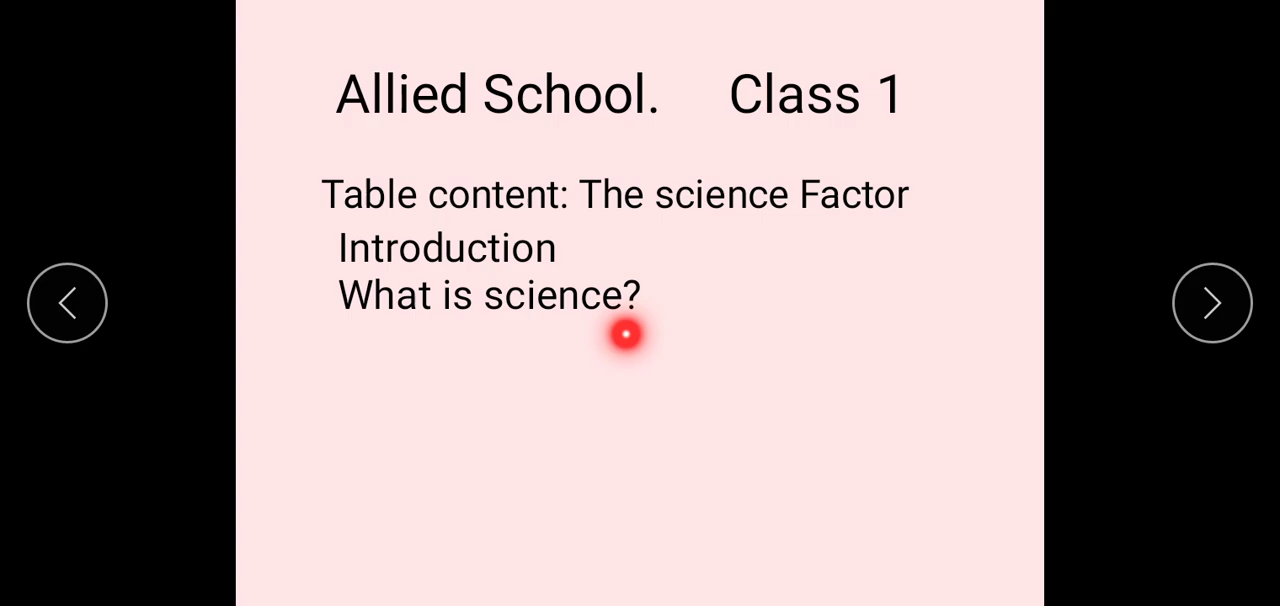 Allied School. Class 1
Table content: The science Factor
Introduction
What is science?